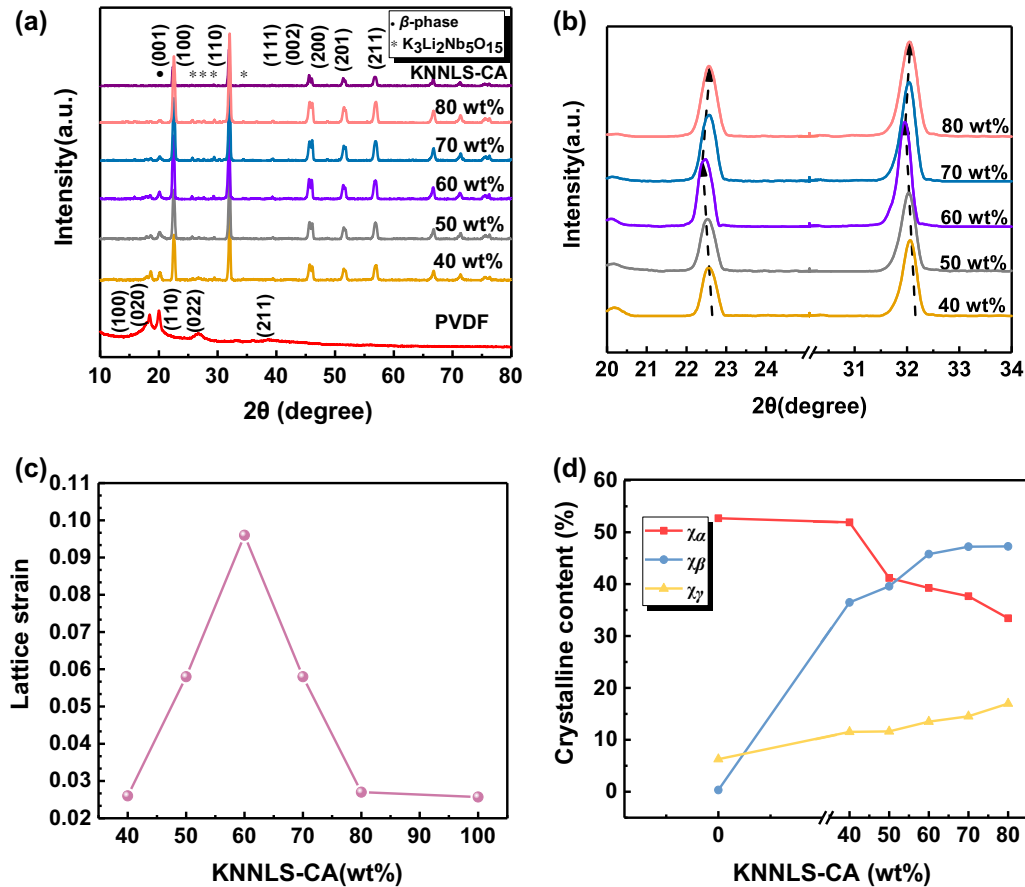 (a)
• β-phase
* K3Li2Nb5O15
(001)
(100)
(110)
(111)
(002)
(200)
(201)
(211)
KNNLS-CA
80 wt%
70 wt%
60 wt%
50 wt%
40 wt%
PVDF
(100)
(020)
(110)
(022)
(211)
Intensity(a.u.)
10 20 30 40 50 60 70 80
2θ (degree)
(b)
80 wt%
70 wt%
60 wt%
50 wt%
40 wt%
Intensity(a.u.)
20 21 22 23 24 31 32 33 34
2θ(degree)
(c)
0.11
0.10
0.09
0.08
0.07
0.06
0.05
0.04
0.03
0.02
Lattice strain
40 50 60 70 80 90 100
KNNLS-CA(wt%)
(d)
60
50
40
30
20
10
0
χα
χβ
χγ
Crystalline content (%)
0 40 50 60 70 80
KNNLS-CA (wt%)